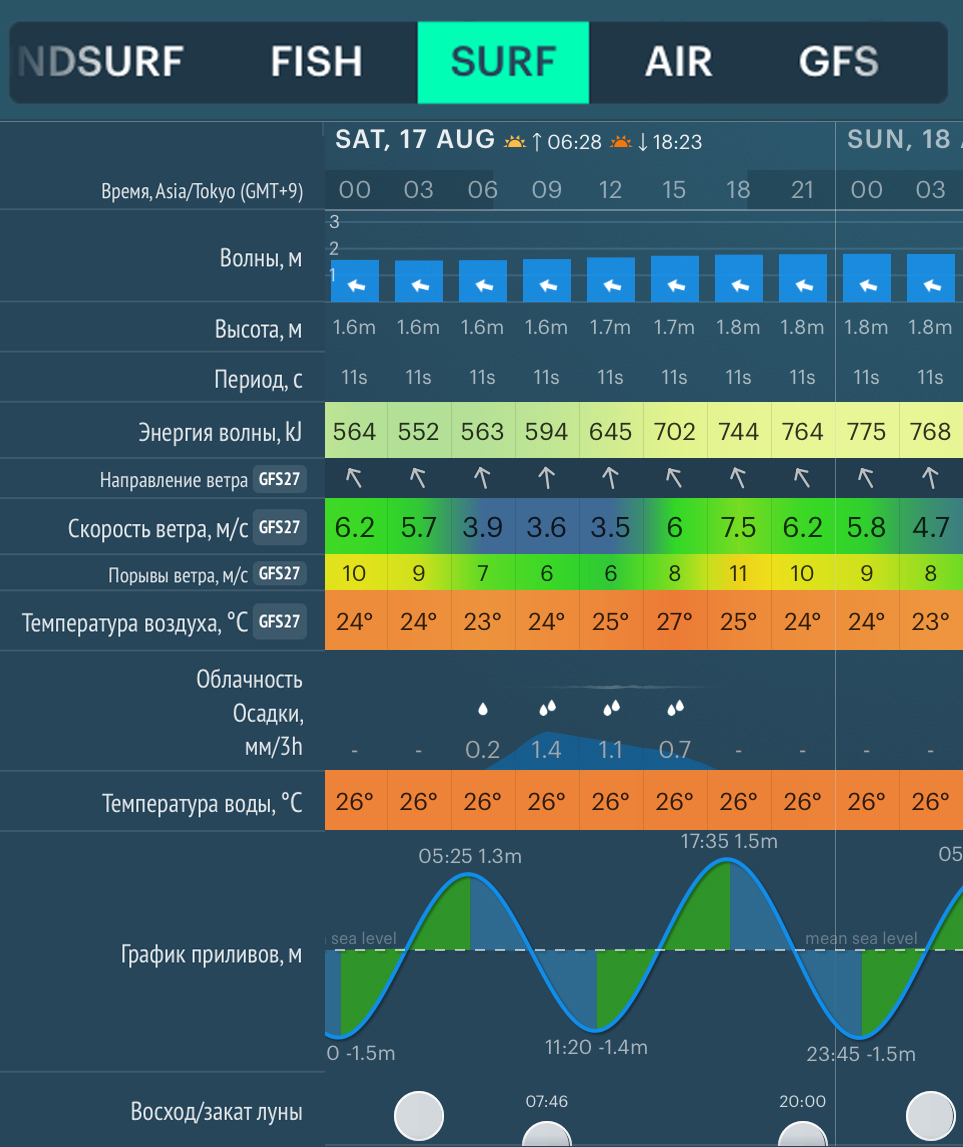 NDSURF FISH SURF AIR GFS
SAT, 17 AUG ↑ 06:28 ↓ 18:23 SUN, 18
Время, Asia/Tokyo (GMT+9) 00 03 06 09 12 15 18 21 00 03
3
Волны, м 2
1
Высота, м 1.6m 1.6m 1.6m 1.6m 1.7m 1.7m 1.8m 1.8m 1.8m 1.8m
Период, с 11s 11s 11s 11s 11s 11s 11s 11s 11s 11s
Энергия волны, kJ 564 552 563 594 645 702 744 764 775 768
Направление ветра GFS27
Скорость ветра, м/с GFS27 6.2 5.7 3.9 3.6 3.5 6 7.5 6.2 5.8 4.7
Порывы ветра, м/с GFS27 10 9 7 6 6 8 11 10 9 8
Температура воздуха, °C GFS27 24° 24° 23° 24° 25° 27° 25° 24° 24° 23°
Облачность
Осадки,
мм/3h - - 0.2 1.4 1.1 0.7 - - - -
Температура воды, °C 26° 26° 26° 26° 26° 26° 26° 26° 26° 26°
17:35 1.5m
05:25 1.3m 05
sea level mean sea level
График приливов, м
11:20 -1.4m
0 -1.5m 23:45 -1.5m
07:46 20:00
Восход/закат луны